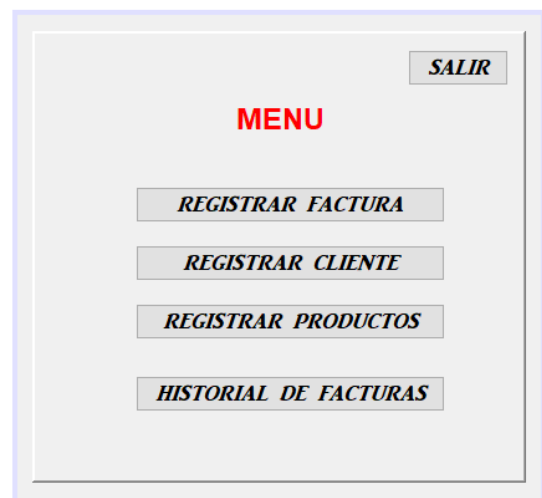 SALIR
MENU
REGISTRAR FACTURA
REGISTRAR CLIENTE
REGISTRAR PRODUCTOS
HISTORIAL DE FACTURAS